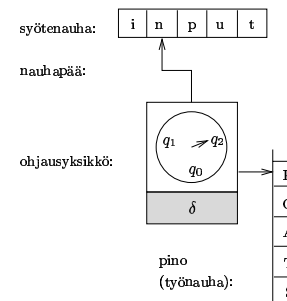 syötenauha: i n p u t
nauhapää:
q₁ q₂
q₀
ohjausyksikkö:
δ
pino
(työnauha):